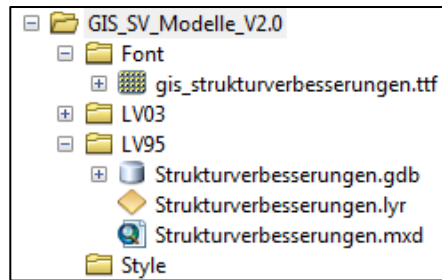 GIS_SV_Modelle_V2.0
Font
gis_strukturverbesserungen.ttf
LV03
LV95
Strukturverbesserungen.gdb
Strukturverbesserungen.lyr
Strukturverbesserungen.mxd
Style